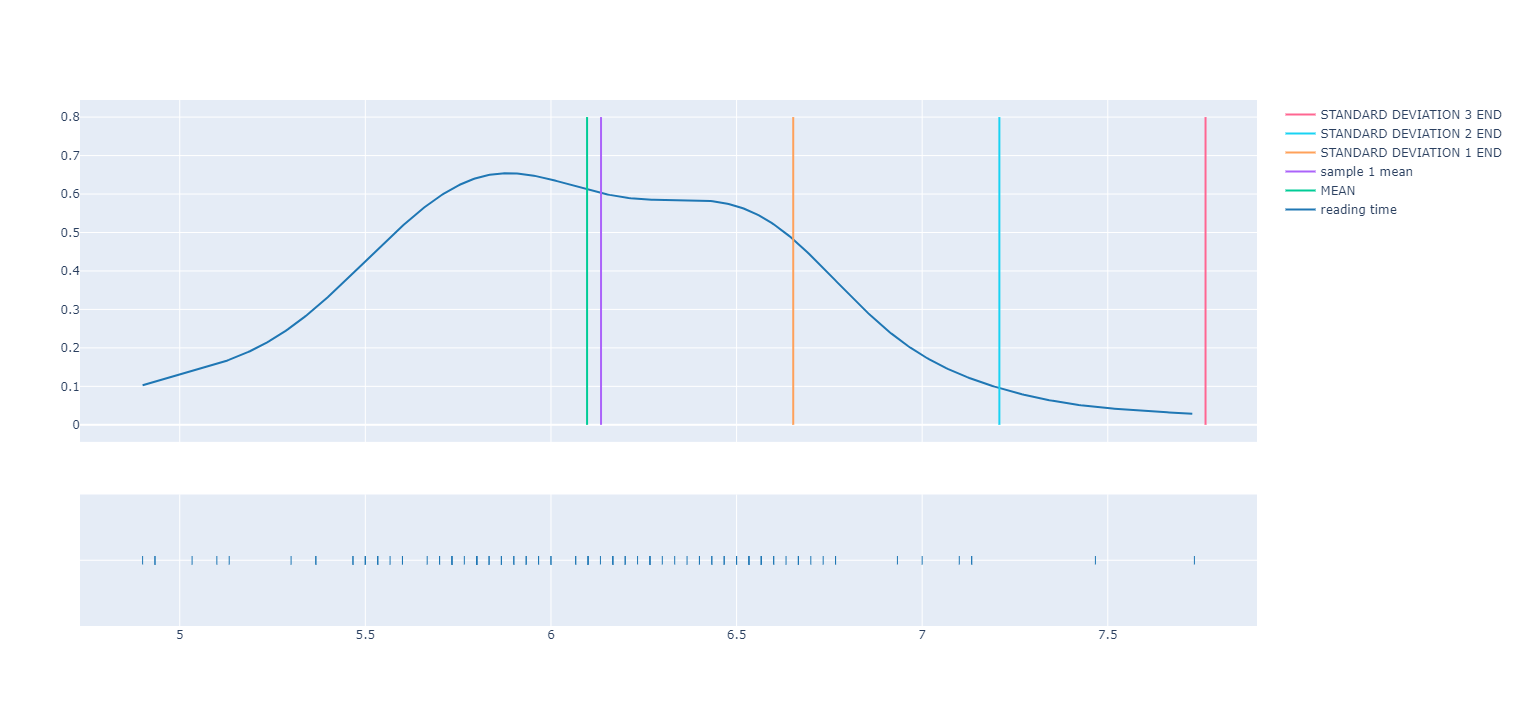 0.8
0.7
0.6
0.5
0.4
0.3
0.2
0.1
0
STANDARD DEVIATION 3 END
STANDARD DEVIATION 2 END
STANDARD DEVIATION 1 END
sample 1 mean
MEAN
reading time
5 5.5 6 6.5 7 7.5